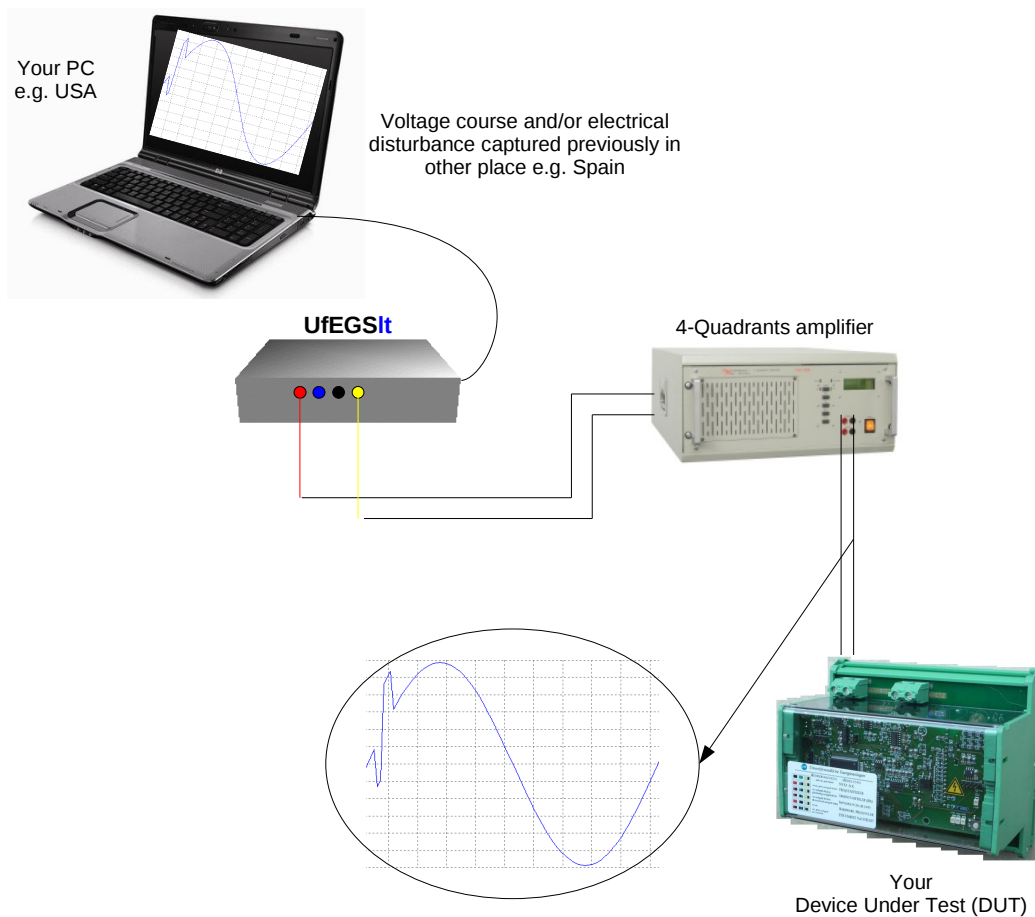 Your PC
e.g. USA
Voltage course and/or electrical
disturbance captured previously in
other place e.g. Spain
UfEGSlt
4-Quadrants amplifier
Your
Device Under Test (DUT)